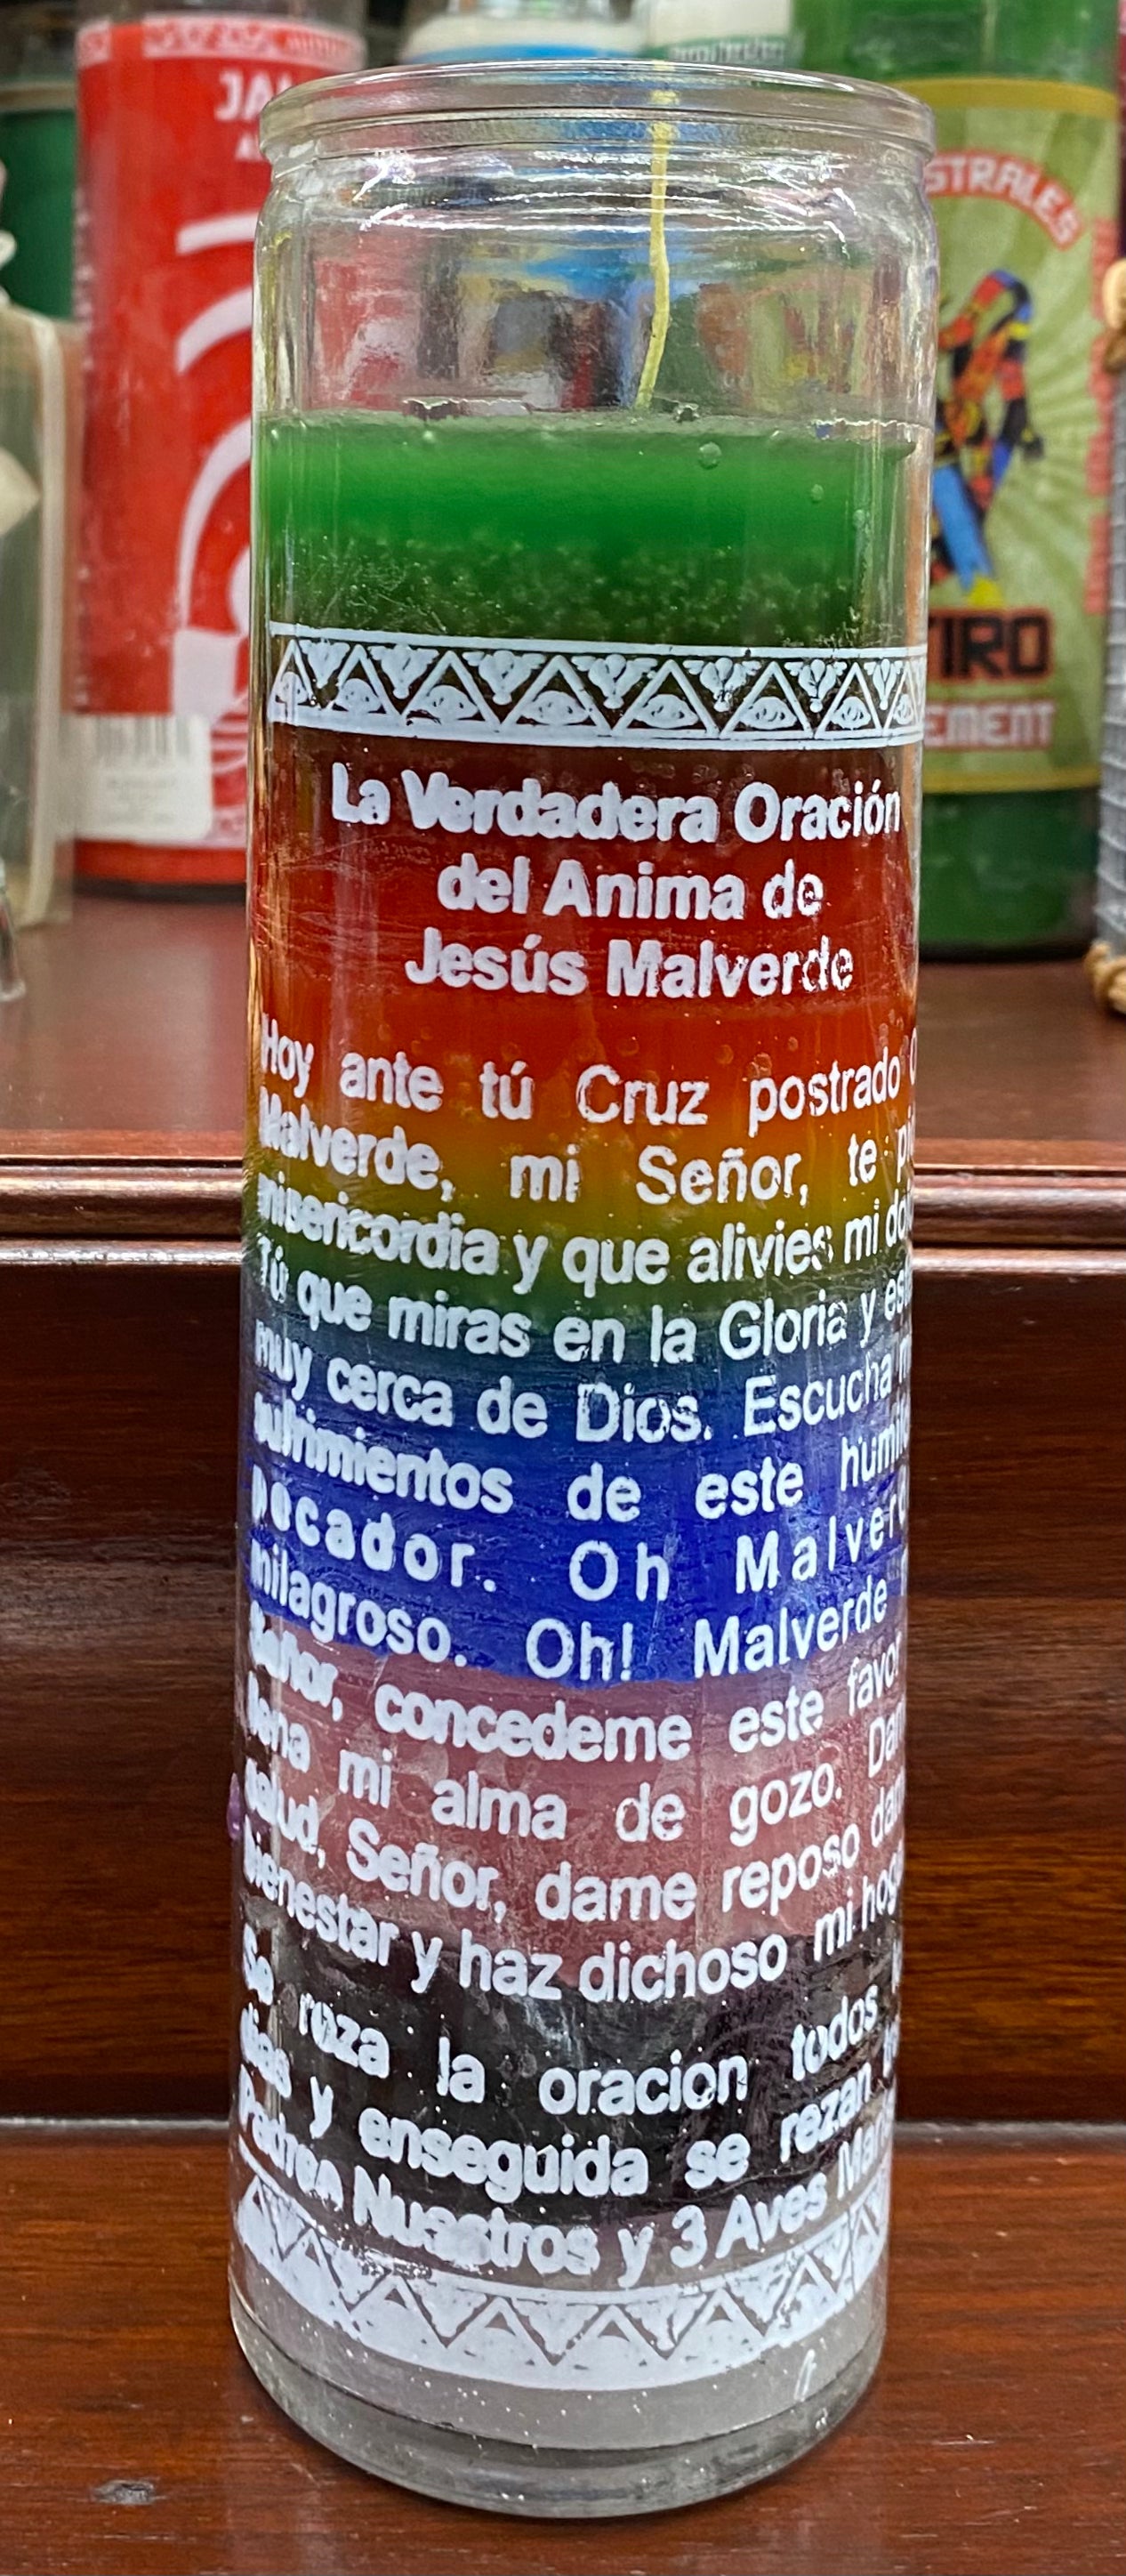 La Verdadera Oración
del Anima de
Jesús Malverde
Hoy ante tú Cruz postrado
Malverde, mi Señor, te
misericordia y que alivies mi
Tú que miras en la Gloria y
muy cerca de Dios. Escucha
sufrimientos de este
pecador. Oh
milagroso. Oh! Malverde
Señor, concedeme este favor
llena mi alma de gozo.
salud, Señor, dame reposo
bienestar y haz dichoso mi
Se reza la oracion todos
dias y enseguida se rezan
Padres Nuestros y 3 Aves
STRALES
TIRO
EMENT
JA